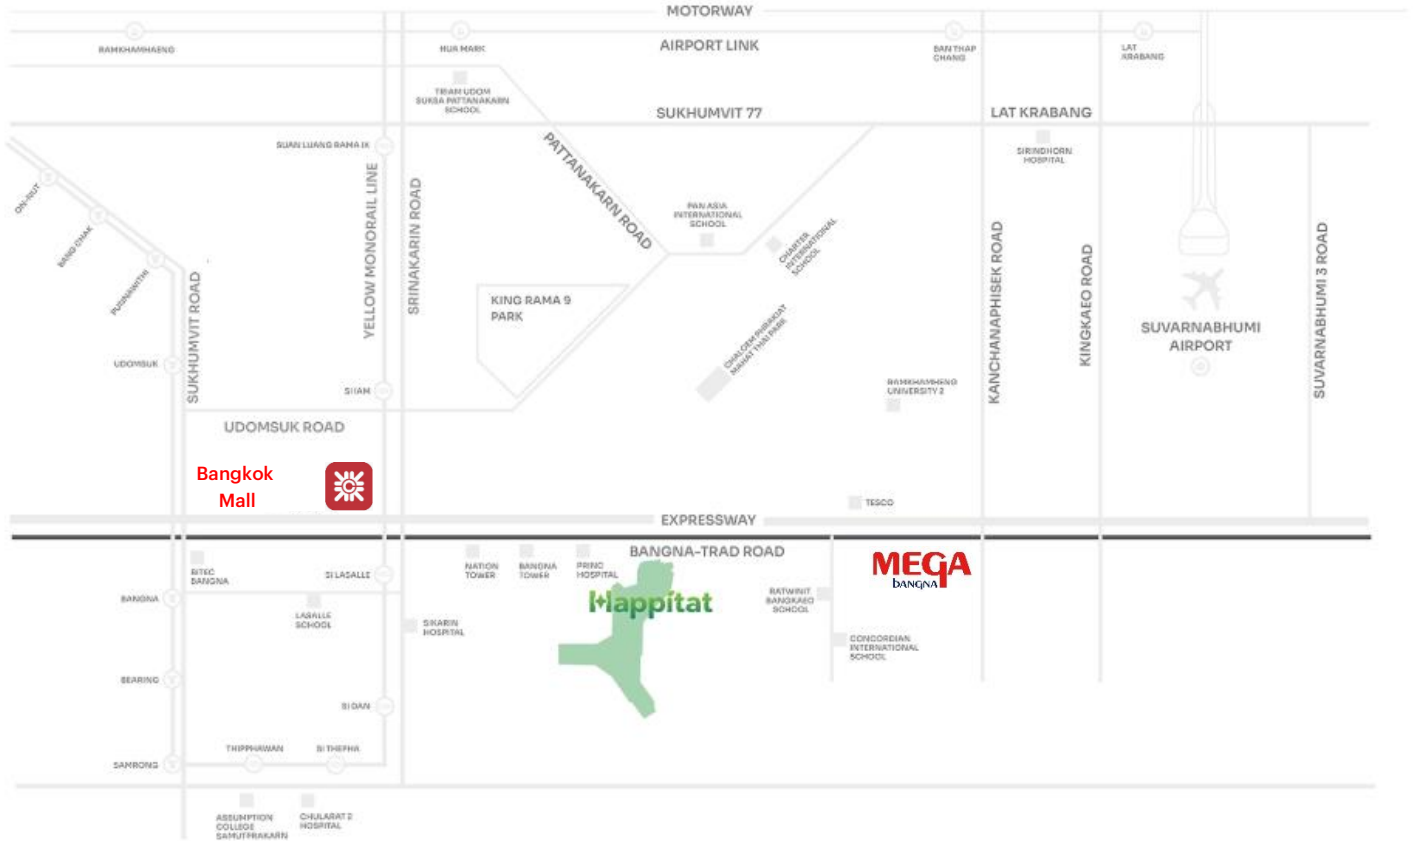 MOTORWAY
RAMKHAMHAENG
HUA MARK
AIRPORT LINK
BAN THAP
CHANG
LAT
KRABANG
TRIAM UDOM
SUKSA PATTANAKARN
SCHOOL
SUKHUMVIT 77
LAT KRABANG
SUAN LUANG RAMA IX
SIRINDHORN
HOSPITAL
PATTANAKARN ROAD
ON-NUT
BANG CHAK
PUNNAWITHI
YELLOW MONORAIL LINE
SRINAKARIN ROAD
PAN ASIA
INTERNATIONAL
SCHOOL
CHARTER
INTERNATIONAL
SCHOOL
KANCHANAPHISEK ROAD
KINGKAEO ROAD
SUVARNABHUMI 3 ROAD
SUKHUMVIT ROAD
KING RAMA 9
PARK
CHALOEM PHRAKIAT
MAHAT THAI PARK
SUVARNABHUMI
AIRPORT
UDOMSUK
SI IAM
RAMKHAMHENG
UNIVERSITY 2
UDOMSUK ROAD
Bangkok
Mall
TESCO
EXPRESSWAY
BANGNA-TRAD ROAD
BITEC
BANGNA
SI LASALLE
NATION
TOWER
BANGNA
TOWER
PRINC
HOSPITAL
MEGA
BANGNA
BANGNA
LASALLE
SCHOOL
SIKARIN
HOSPITAL
Happitat
RATWINIT
BANGKAEO
SCHOOL
CONCORDIAN
INTERNATIONAL
SCHOOL
BEARING
SI DAN
THIPPHAWAN
SI THEPHA
SAMRONG
ASSUMPTION
COLLEGE
SAMUTPRAKARN
CHULARAT 2
HOSPITAL